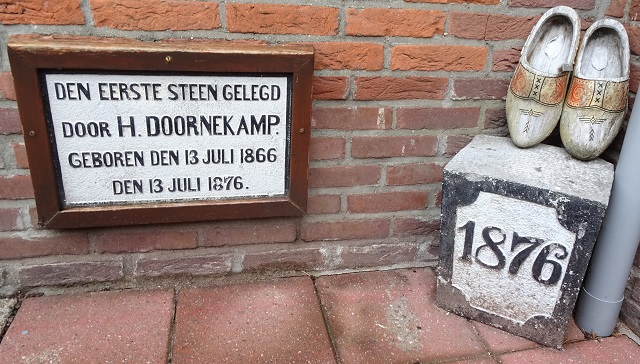 DEN EERSTE STEEN GELEGD
DOOR H. DOORNEKAMP.
GEBOREN DEN 13 JULI 1866
DEN 13 JULI 1876.
1876